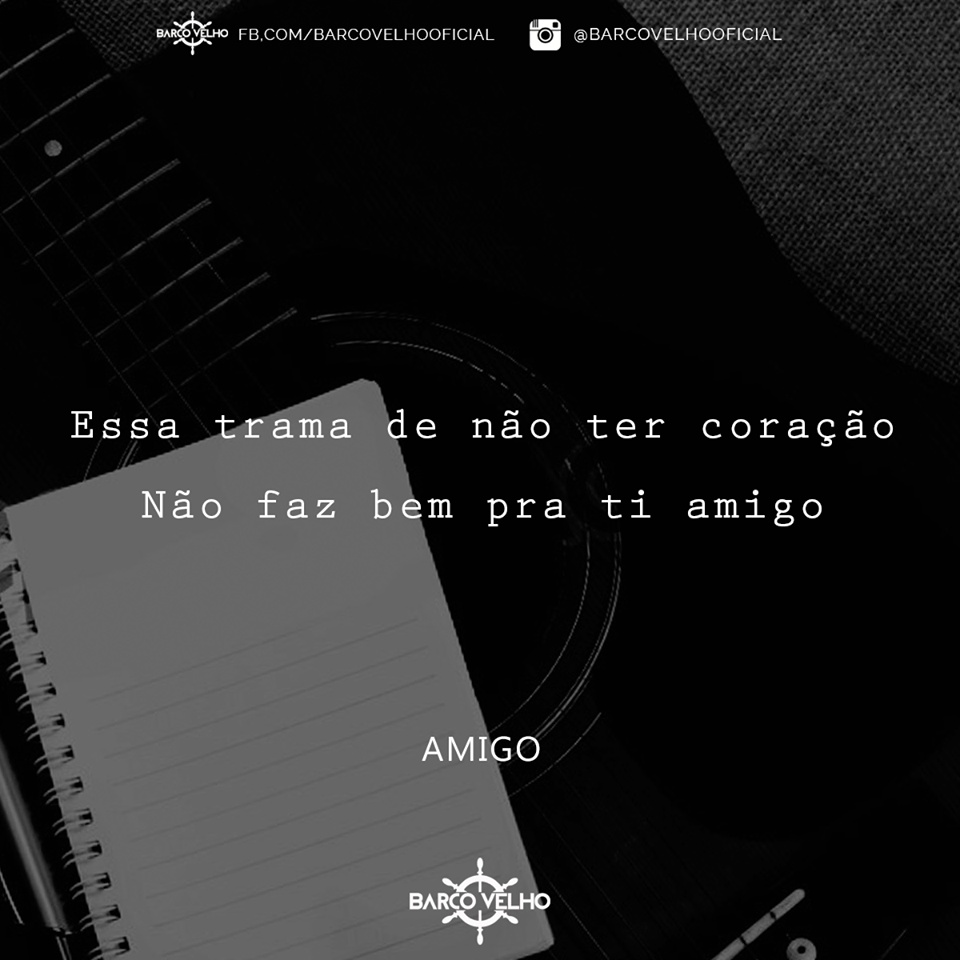 BARCO VELHO FB,COM/BARCOVELHOOFICIAL @BARCOVELHOOFICIAL
Essa trama de não ter coração
Não faz bem pra ti amigo
AMIGO
BARCO VELHO